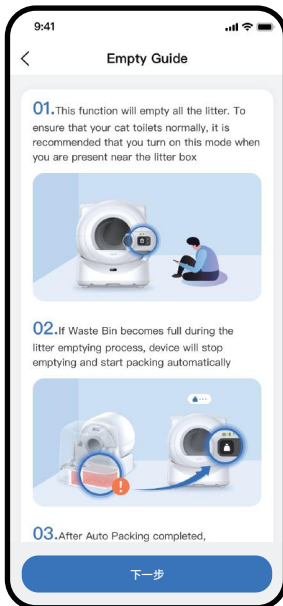 9:41
Empty Guide
01.This function will empty all the litter. To
ensure that your cat toilets normally, it is
recommended that you turn on this mode when
you are present near the litter box
02.If Waste Bin becomes full during the
litter emptying process, device will stop
emptying and start packing automatically
03.After Auto Packing completed,
下一步